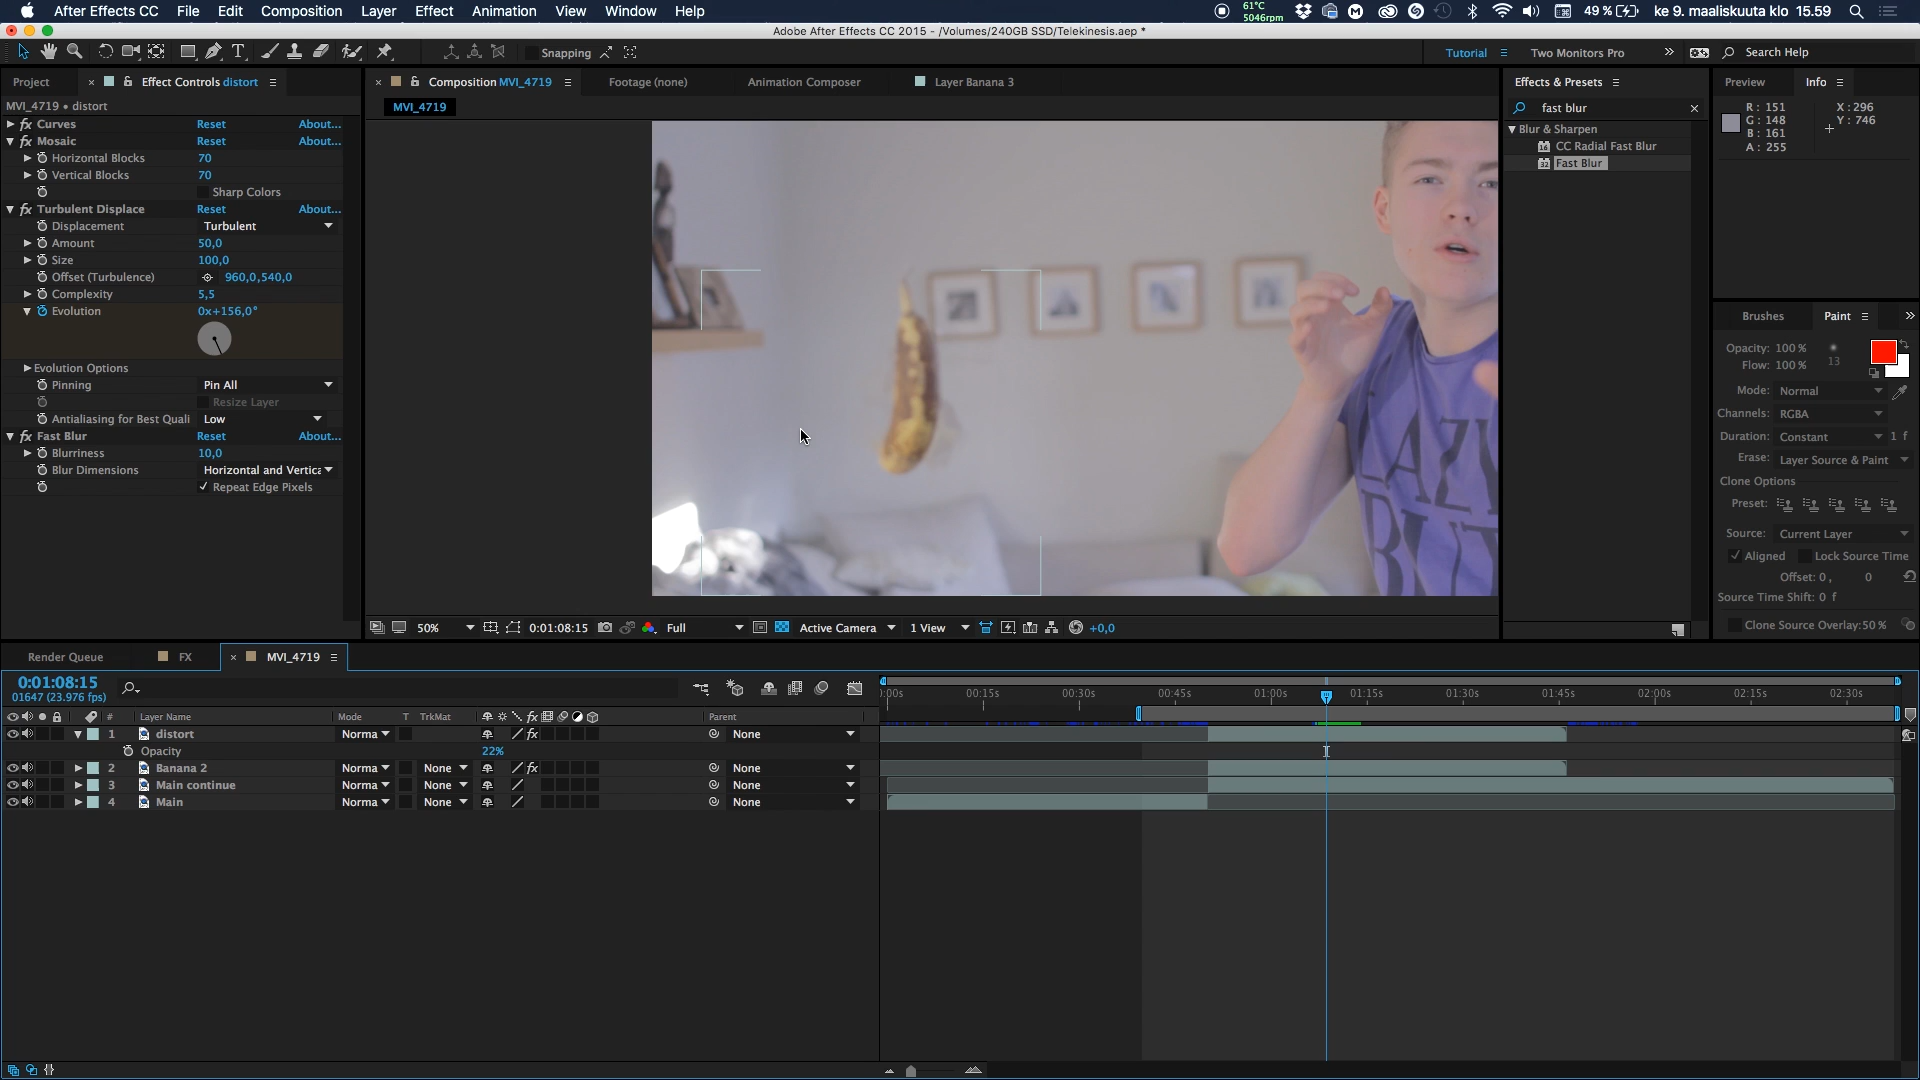 After Effects CC File Edit Composition Layer Effect Animation View Window Help 61°C 5046rpm 49 % ke 9. maaliskuuta klo 15.59
Adobe After Effects CC 2015 - /Volumes/240GB SSD/Telekinesis.aep *
Snapping Tutorial Two Monitors Pro Search Help
Project Effect Controls distort Composition MVI_4719 Footage (none) Animation Composer Layer Banana 3 Effects & Presets Preview Info
MVI_4719 • distort MVI_4719 fast blur R: 151 X: 296
G: 148 Y: 746
B: 161
A: 255
Curves Reset About...
Mosaic Reset About...
Horizontal Blocks 70
Vertical Blocks 70
Sharp Colors
Turbulent Displace Reset About...
Displacement Turbulent
Amount 50,0
Size 100,0
Offset (Turbulence) 960,0,540,0
Complexity 5,5
Evolution 0x+156,0°
Evolution Options
Pinning Pin All
Resize Layer
Antialiasing for Best Quali Low
Fast Blur Reset About...
Blurriness 10,0
Blur Dimensions Horizontal and Vertica
Repeat Edge Pixels
LAZY
BUT
Blur & Sharpen
CC Radial Fast Blur
Fast Blur
Brushes Paint
Opacity: 100 %
Flow: 100 % 13
Mode: Normal
Channels: RGBA
Duration: Constant 1 f
Erase: Layer Source & Paint
Clone Options
Preset:
Source: Current Layer
Aligned Lock Source Time
Offset: 0 , 0
Source Time Shift: 0 f
Clone Source Overlay: 50 %
50% 0:01:08:15 Full Active Camera 1 View +0,0
Render Queue FX MVI_4719
0:01:08:15
01647 (23.976 fps)
:00s 00:15s 00:30s 00:45s 01:00s 01:15s 01:30s 01:45s 02:00s 02:15s 02:30s
# Layer Name Mode T TrkMat Parent
1 distort Norma None
Opacity 22%
2 Banana 2 Norma None None
3 Main continue Norma None None
4 Main Norma None None